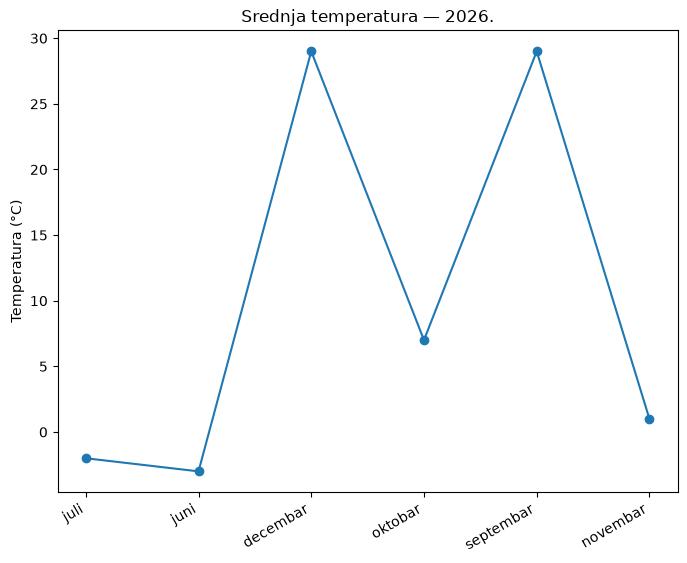 Srednja temperatura — 2026.
Temperatura (°C)
30
25
20
15
10
5
0
juli
juni
decembar
oktobar
septembar
novembar